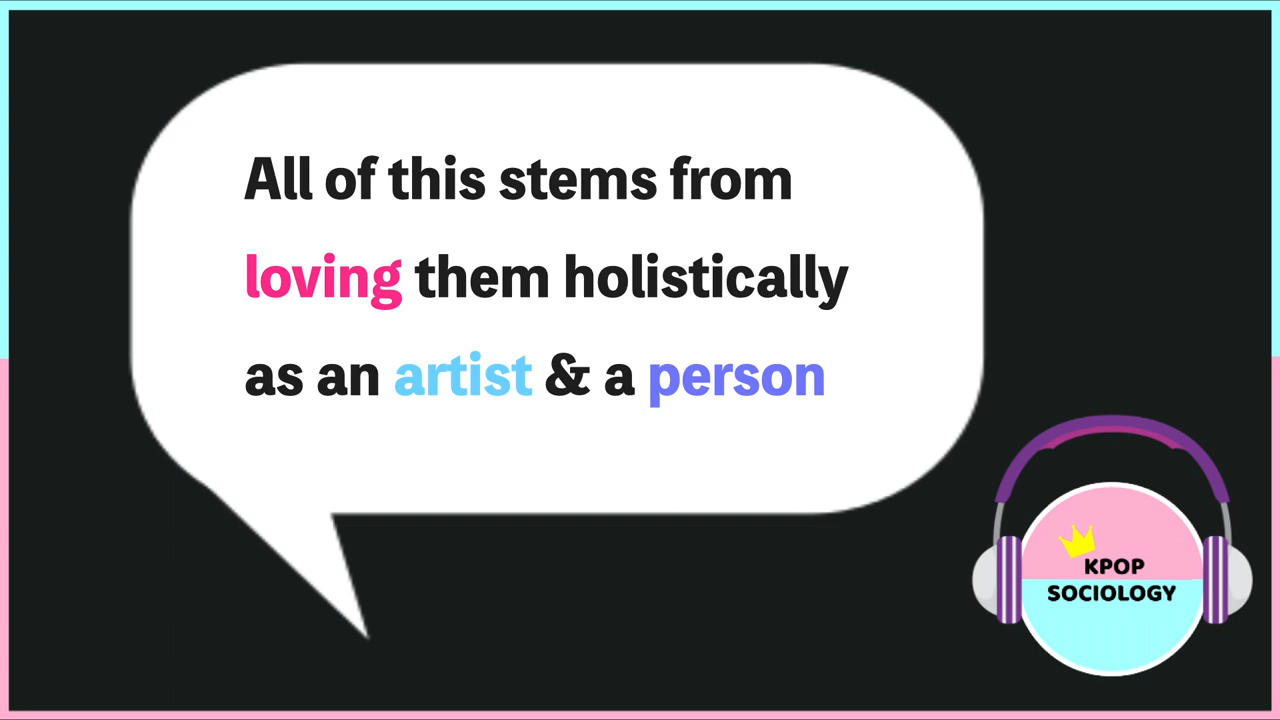 All of this stems from
loving them holistically
as an artist & a person
KPOP
SOCIOLOGY